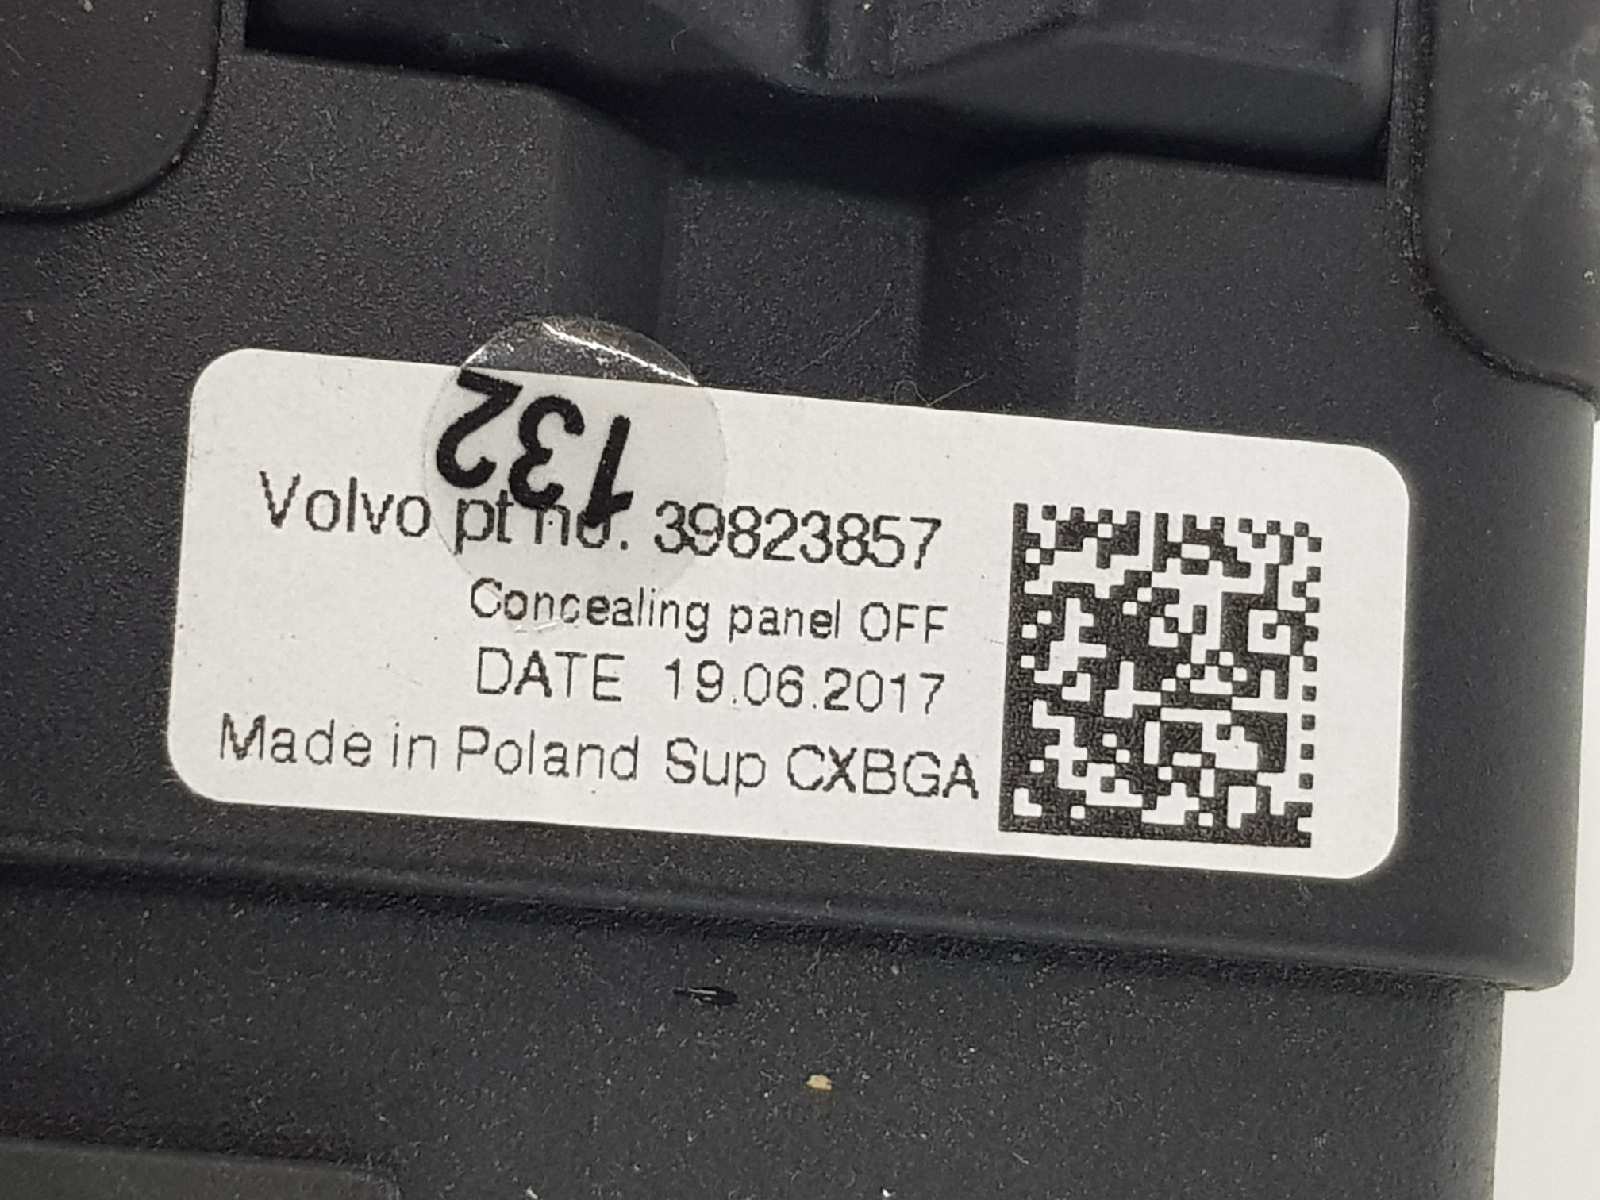 132
Volvo pt no. 39823857
Concealing panel OFF
DATE 19.06.2017
Made in Poland Sup CXBGA